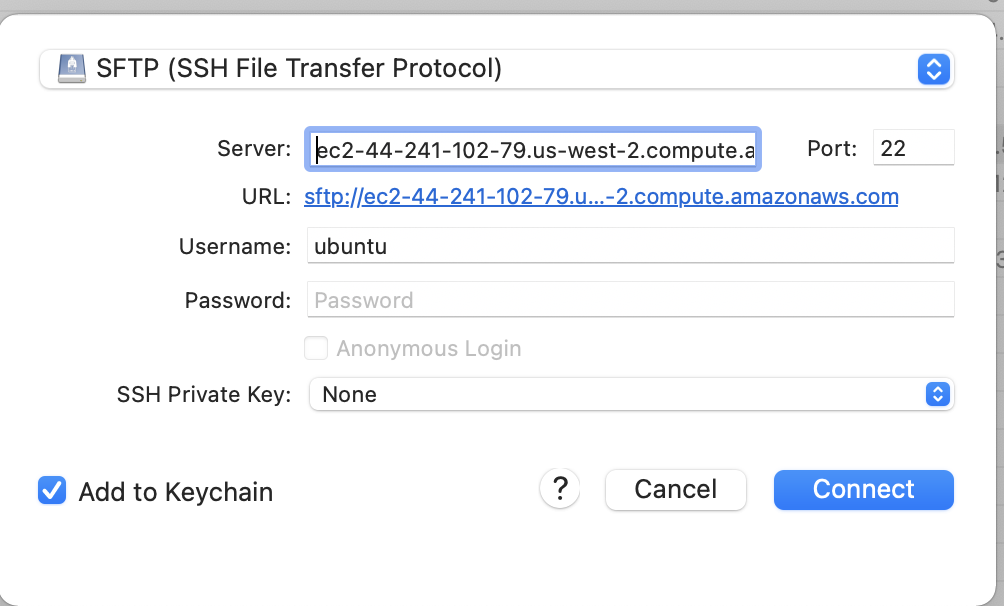 SFTP (SSH File Transfer Protocol)
Server: ec2-44-241-102-79.us-west-2.compute.a Port: 22
URL: sftp://ec2-44-241-102-79.u...-2.compute.amazonaws.com
Username: ubuntu
Password: Password
Anonymous Login
SSH Private Key: None
Add to Keychain ? Cancel Connect